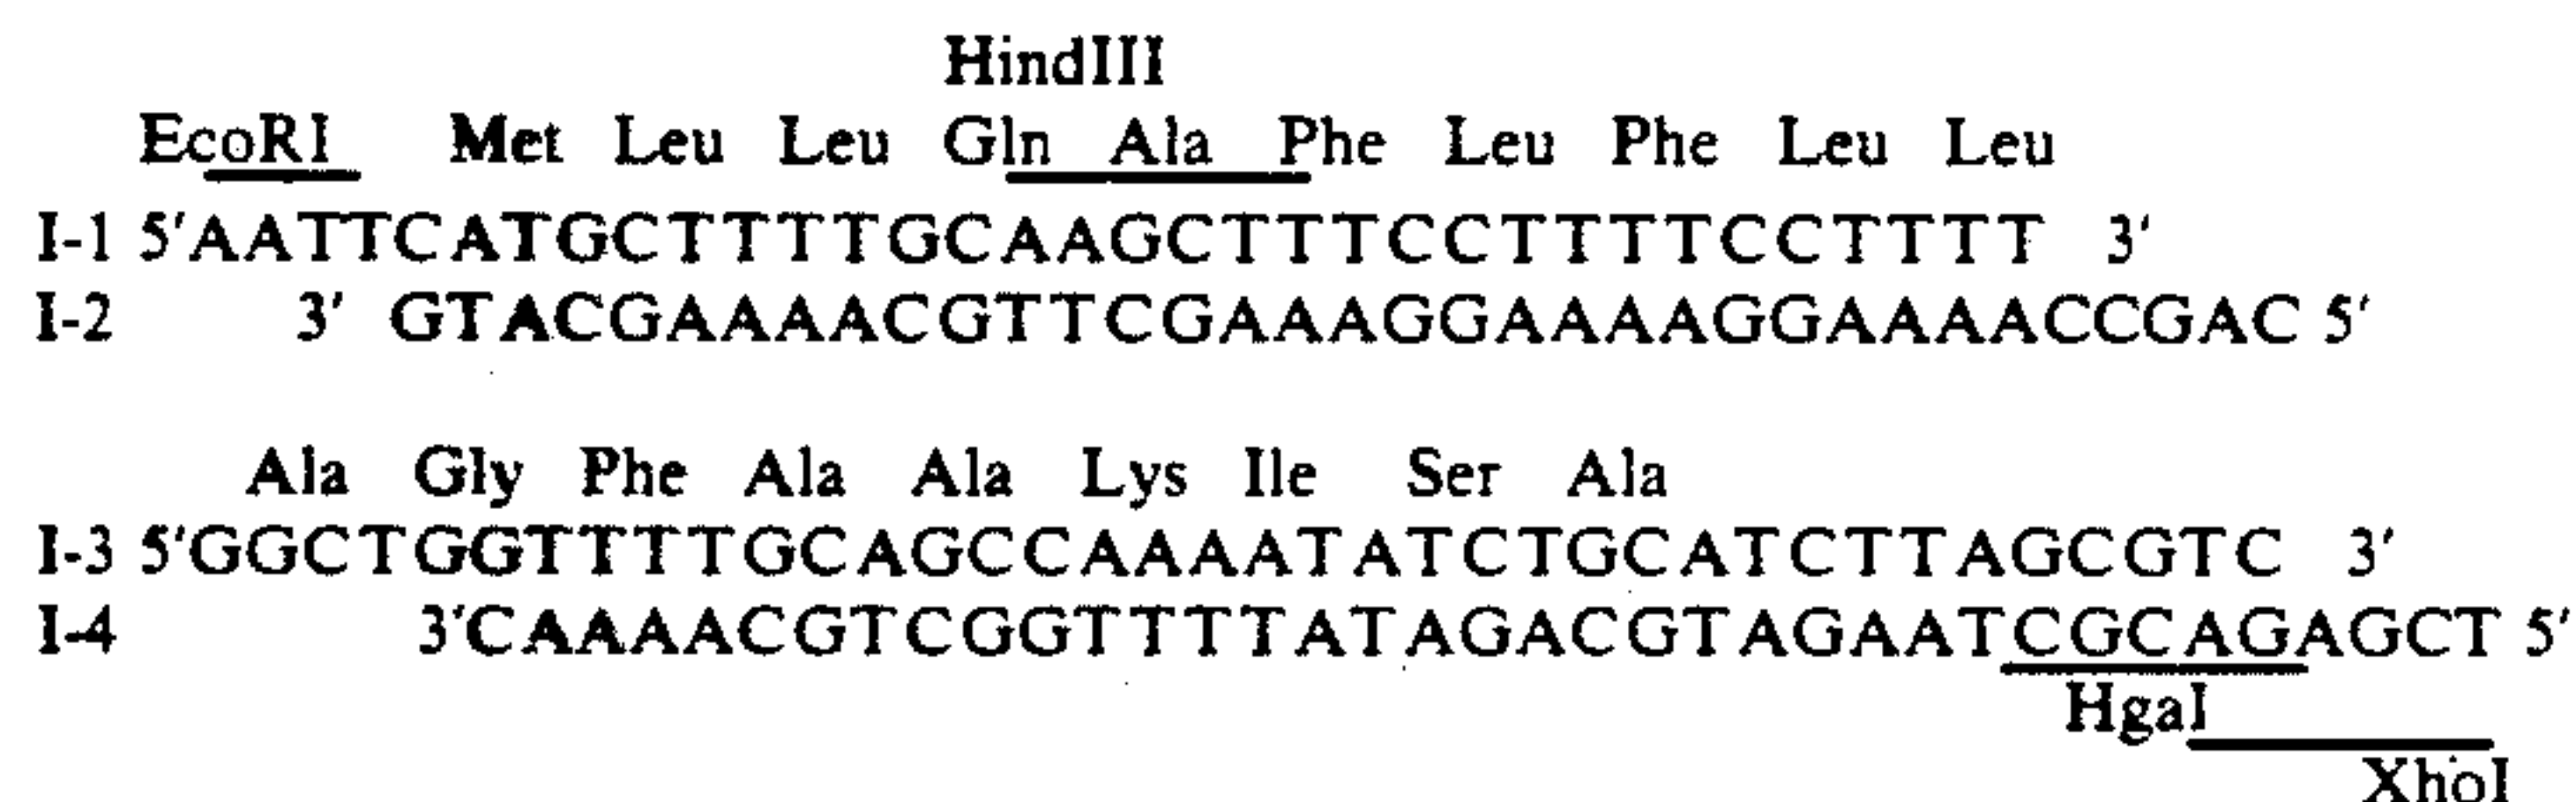 HindIII
EcoRI Met Leu Leu Gln Ala Phe Leu Phe Leu Leu
I-1 5'AATTCATGCTTTTGCAAGCTTTCCTTTTCCTTTT 3'
I-2 3' GTACGAAAACGTTCGAAAGGAAAAGGAAAACCGAC 5'
Ala Gly Phe Ala Ala Lys Ile Ser Ala
I-3 5'GGCTGGTTTTGCAGCCAAAATATCTGCATCTTAGCGTC 3'
I-4 3'CAAAACGTCGGTTTTATAGACGTAGAATCGCAGAGCT 5'
HgaI
XhoI